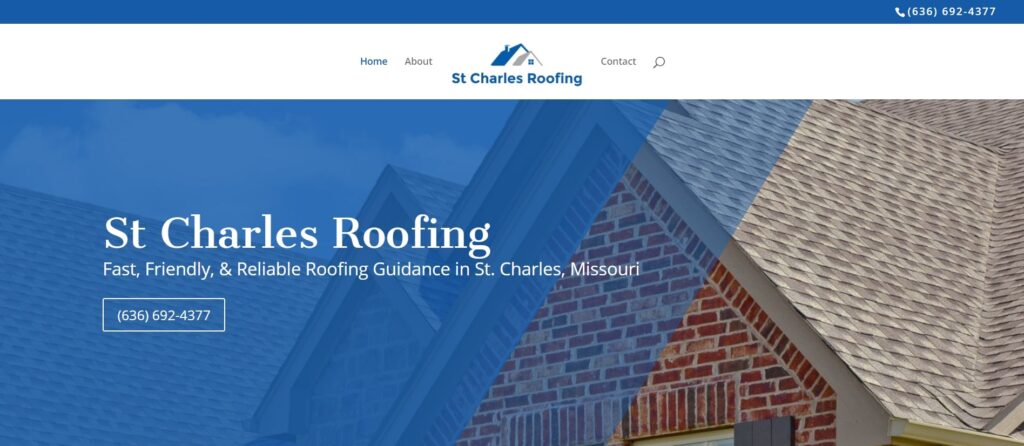 (636) 692-4377
Home About St Charles Roofing Contact
St Charles Roofing
Fast, Friendly, & Reliable Roofing Guidance in St. Charles, Missouri
(636) 692-4377